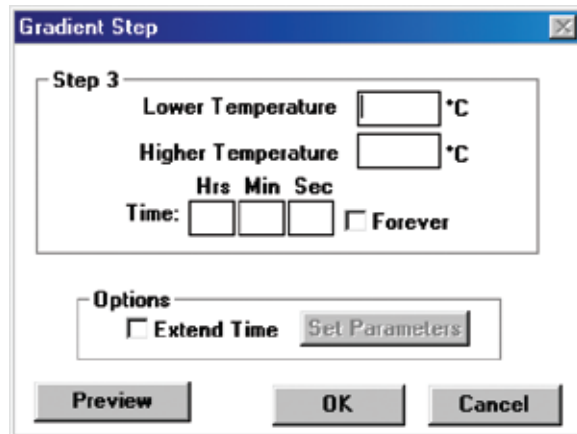 Gradient Step
Step 3
Lower Temperature °C
Higher Temperature °C
Hrs Min Sec
Time: Forever
Options
Extend Time Set Parameters
Preview OK Cancel